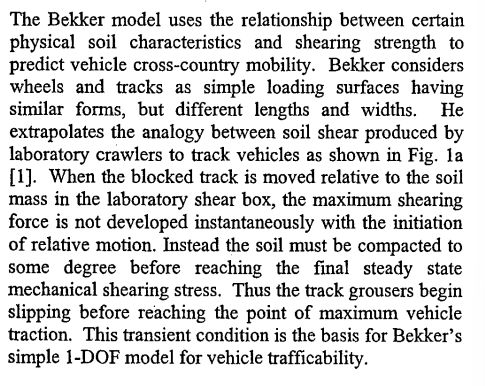 The Bekker model uses the relationship between certain
physical soil characteristics and shearing strength to
predict vehicle cross-country mobility. Bekker considers
wheels and tracks as simple loading surfaces having
similar forms, but different lengths and widths. He
extrapolates the analogy between soil shear produced by
laboratory crawlers to track vehicles as shown in Fig. 1a
[1]. When the blocked track is moved relative to the soil
mass in the laboratory shear box, the maximum shearing
force is not developed instantaneously with the initiation
of relative motion. Instead the soil must be compacted to
some degree before reaching the final steady state
mechanical shearing stress. Thus the track grousers begin
slipping before reaching the point of maximum vehicle
traction. This transient condition is the basis for Bekker's
simple 1-DOF model for vehicle trafficability.